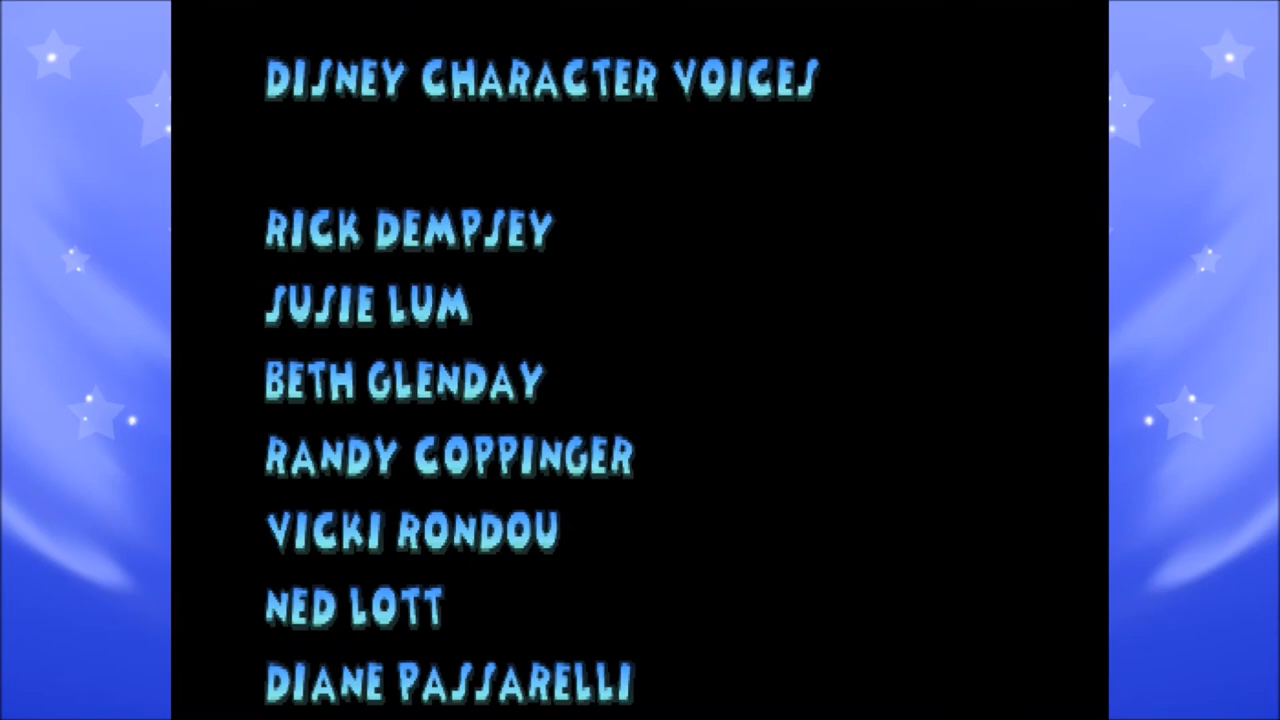 DISNEY CHARACTER VOICES
RICK DEMPSEY
SUSIE LUM
BETH GLENDAY
RANDY COPPINGER
VICKI RONDOU
NED LOTT
DIANE PASSARELLI